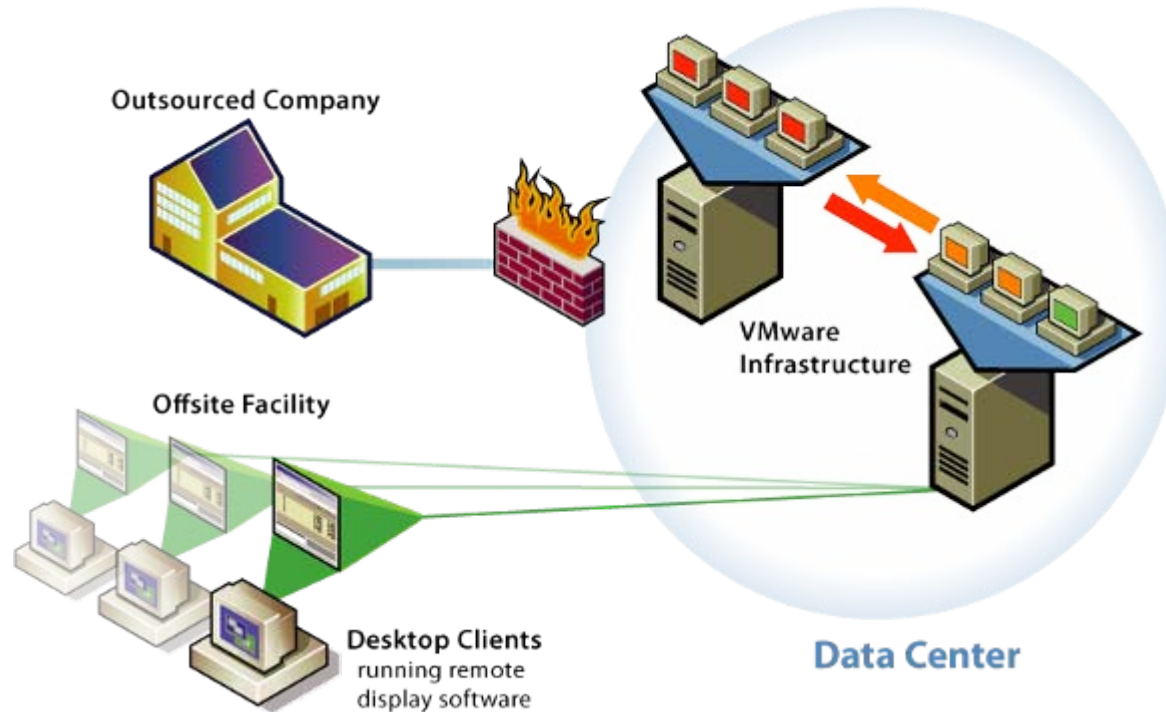 Outsourced Company
VMware
Infrastructure
Offsite Facility
Desktop Clients
running remote
display software
Data Center